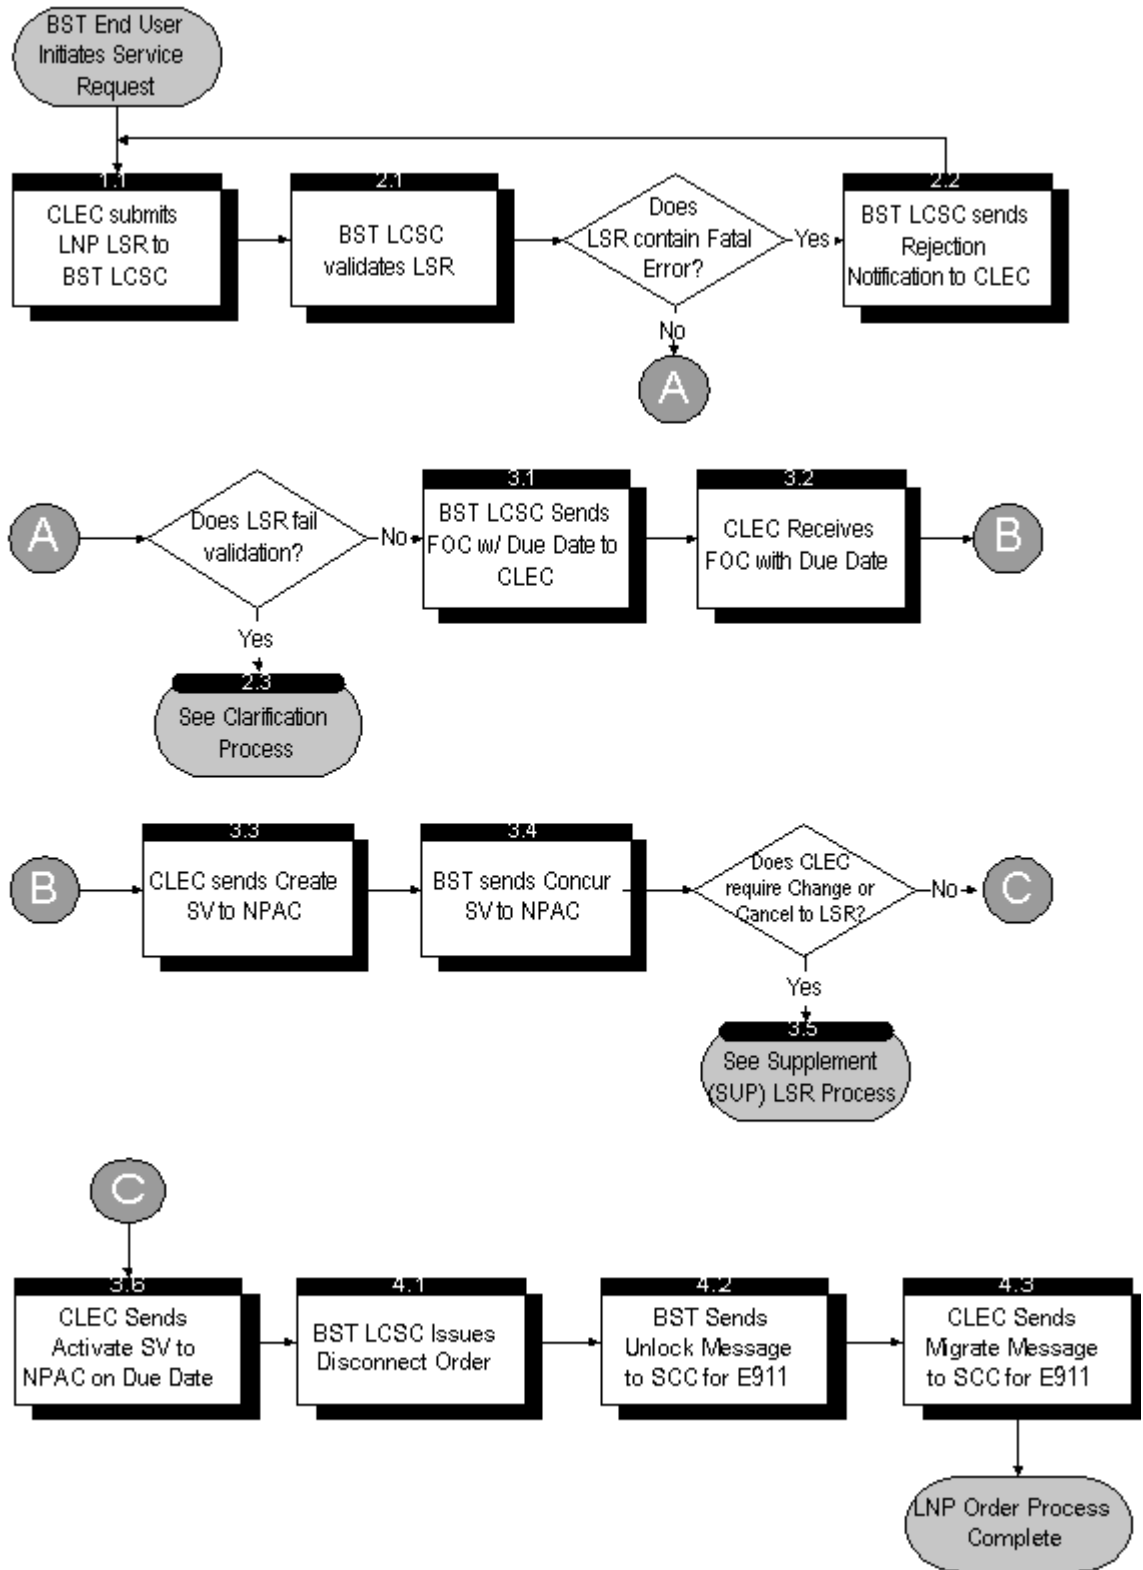 BST End User
Initiates Service
Request
1.1
CLEC submits
LNP LSR to
BST LCSC
2.1
BST LCSC
validates LSR
Does
LSR contain Fatal
Error?
Yes
2.2
BST LCSC sends
Rejection
Notification to CLEC
No
A
A
Does LSR fail
validation?
No
3.1
BST LCSC Sends
FOC w/ Due Date to
CLEC
3.2
CLEC Receives
FOC with Due Date
B
Yes
2.3
See Clarification
Process
B
3.3
CLEC sends Create
SV to NPAC
3.4
BST sends Concur
SV to NPAC
Does CLEC
require Change or
Cancel to LSR?
No
C
Yes
3.5
See Supplement
(SUP) LSR Process
C
3.6
CLEC Sends
Activate SV to
NPAC on Due Date
4.1
BST LCSC Issues
Disconnect Order
4.2
BST Sends
Unlock Message
to SCC for E911
4.3
CLEC Sends
Migrate Message
to SCC for E911
LNP Order Process
Complete